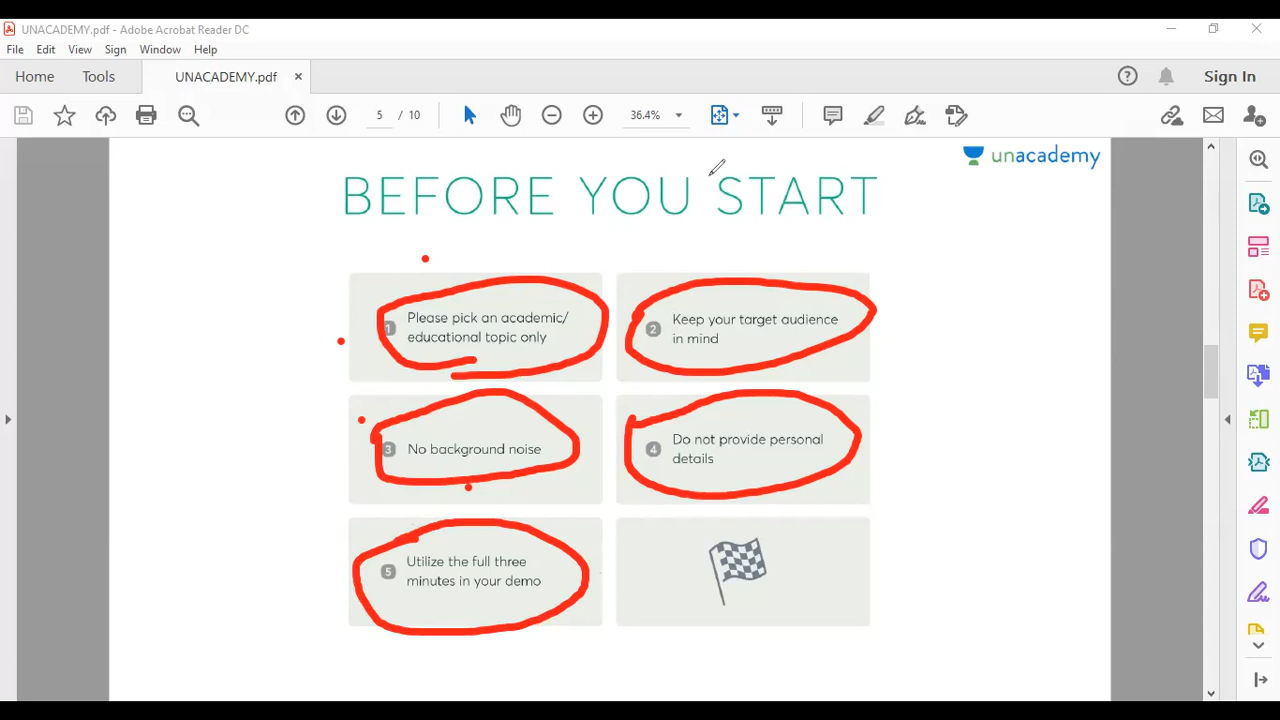 UNACADEMY.pdf - Adobe Acrobat Reader DC
File Edit View Sign Window Help
Home Tools UNACADEMY.pdf × Sign In
5 / 10 36.4%
unacademy
BEFORE YOU START
1 Please pick an academic/
educational topic only
2 Keep your target audience
in mind
3 No background noise
4 Do not provide personal
details
5 Utilize the full three
minutes in your demo